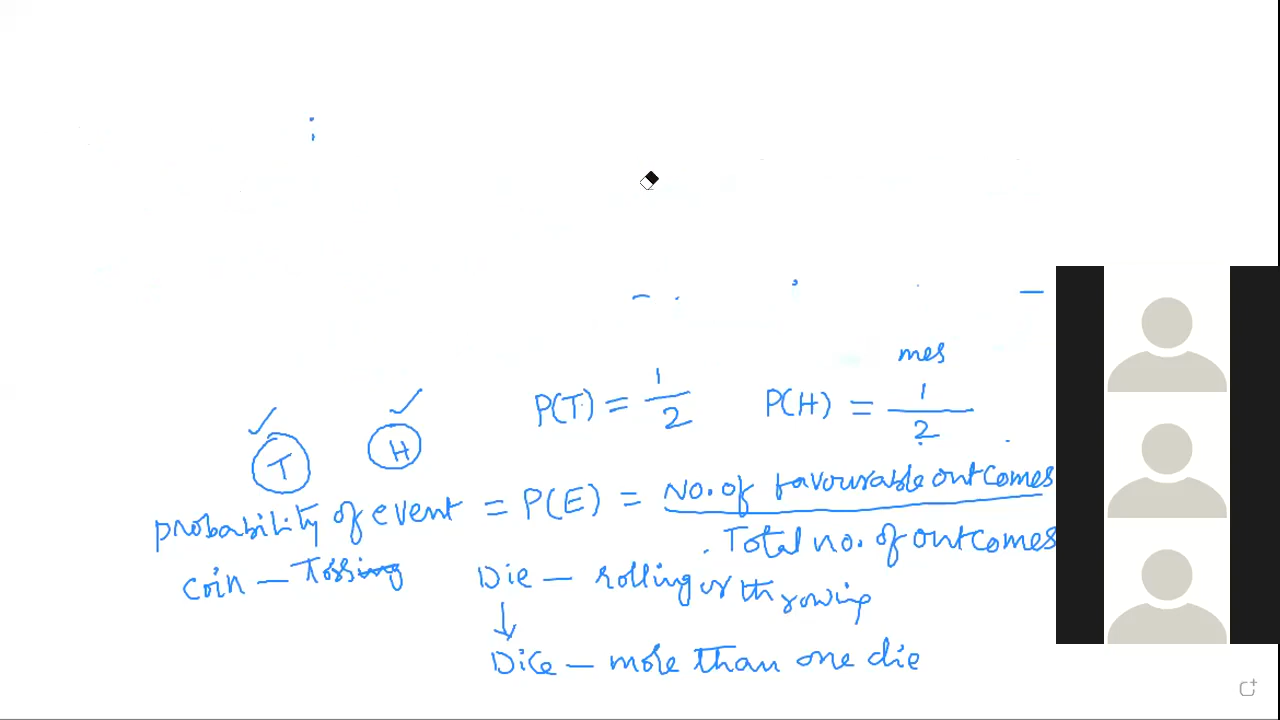 mes
P(T) = 1/2 P(H) = 1/2
T H
probability of event = P(E) = No. of favourable outcomes
Total no. of outcomes
coin — Tossing Die — rolling or throwing
↓
Dice — more than one die